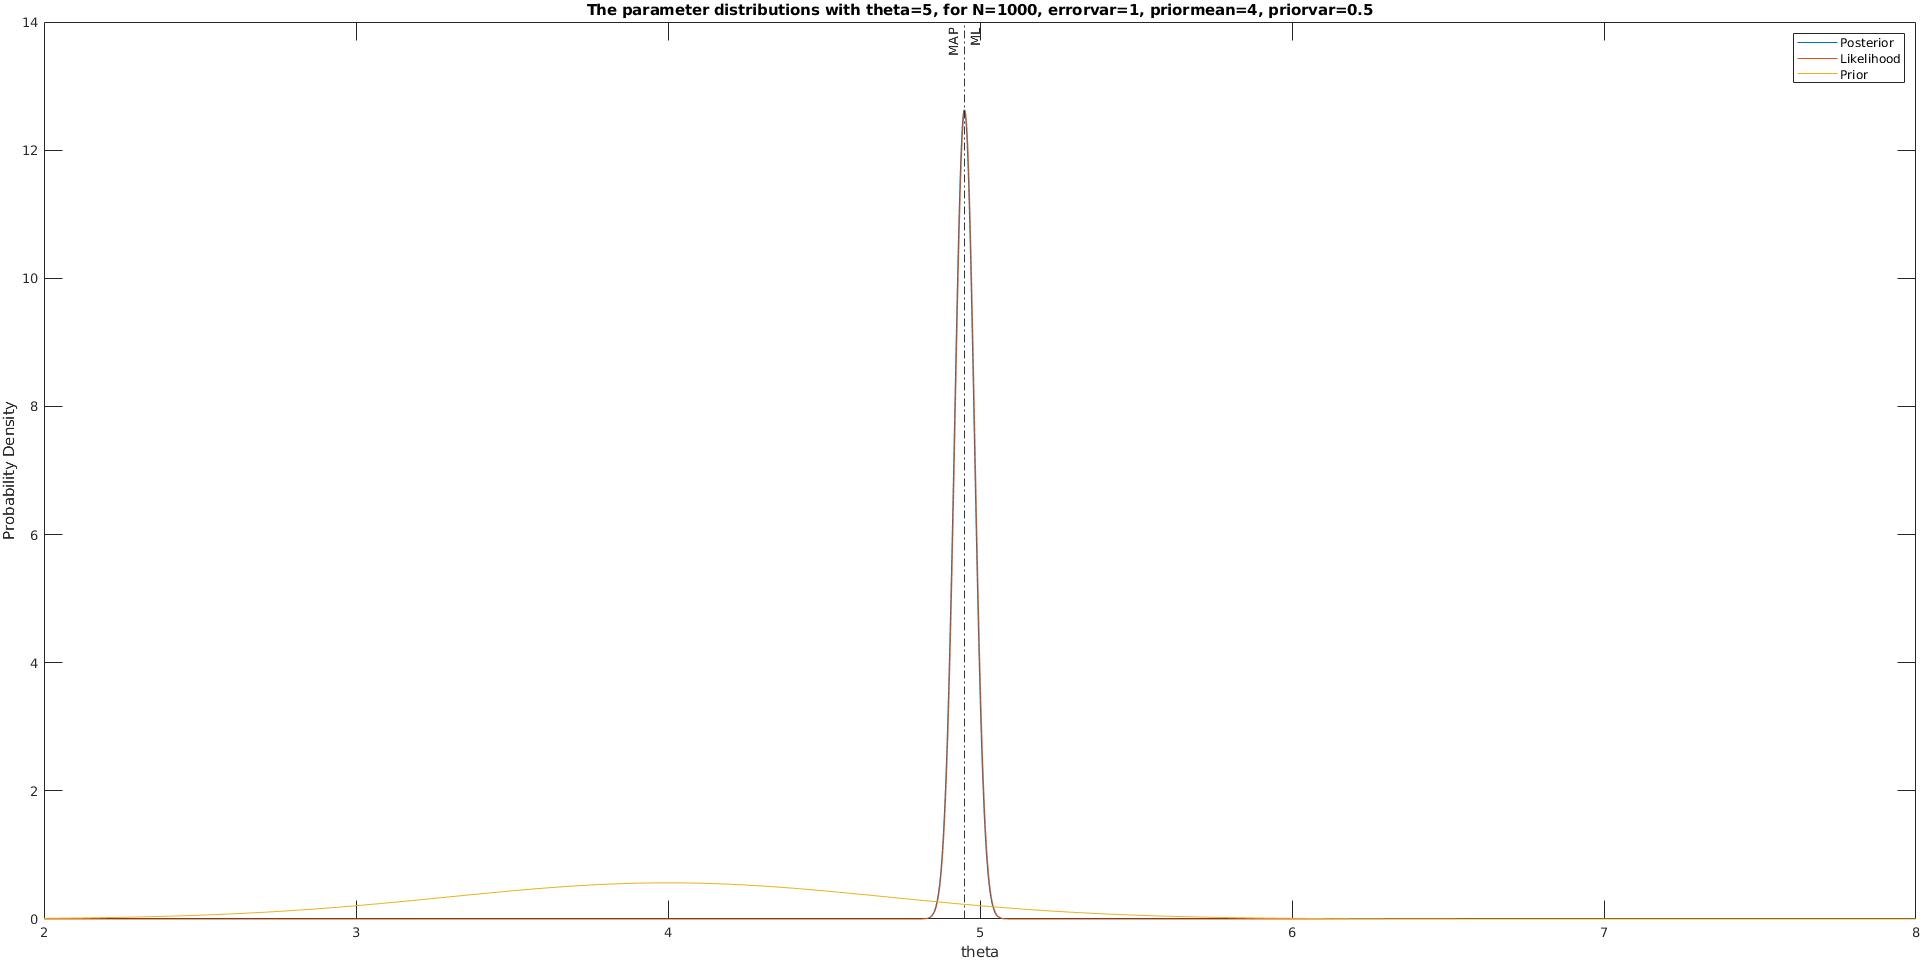 The parameter distributions with theta=5, for N=1000, errorvar=1, priormean=4, priorvar=0.5
MAP
ML
Posterior
Likelihood
Prior
Probability Density
14
12
10
8
6
4
2
0
2 3 4 5 6 7 8
theta